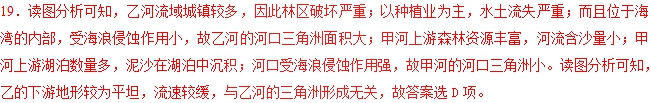 19．读图分析可知，乙河流域城镇较多，因此林区破坏严重；以种植业为主，水土流失严重；而且位于海
湾的内部，受海浪侵蚀作用小，故乙河的河口三角洲面积大；甲河上游森林资源丰富，河流含沙量小；甲
河上游湖泊数量多，泥沙在湖泊中沉积；河口受海浪侵蚀作用强，故甲河的河口三角洲小。读图分析可知，
乙的下游地形较为平坦，流速较缓，与乙河的三角洲形成无关，故答案选 D 项。